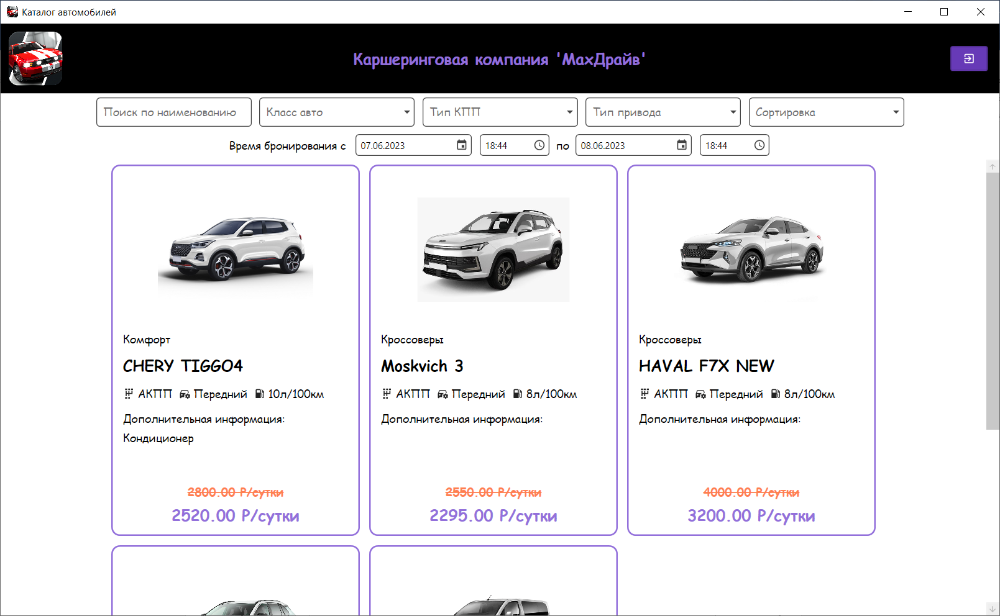 Каталог автомобилей
Каршеринговая компания 'МахДрайв'
Поиск по наименованию Класс авто Тип КПП Тип привода Сортировка
Время бронирования с 07.06.2023 18:44 по 08.06.2023 18:44
Комфорт
CHERY TIGGO4
АКПП Передний 10л/100км
Дополнительная информация:
Кондиционер
2800.00 Р/сутки
2520.00 Р/сутки
Кроссоверы
Moskvich 3
АКПП Передний 8л/100км
Дополнительная информация:
2550.00 Р/сутки
2295.00 Р/сутки
Кроссоверы
HAVAL F7X NEW
АКПП Передний 8л/100км
Дополнительная информация:
4000.00 Р/сутки
3200.00 Р/сутки